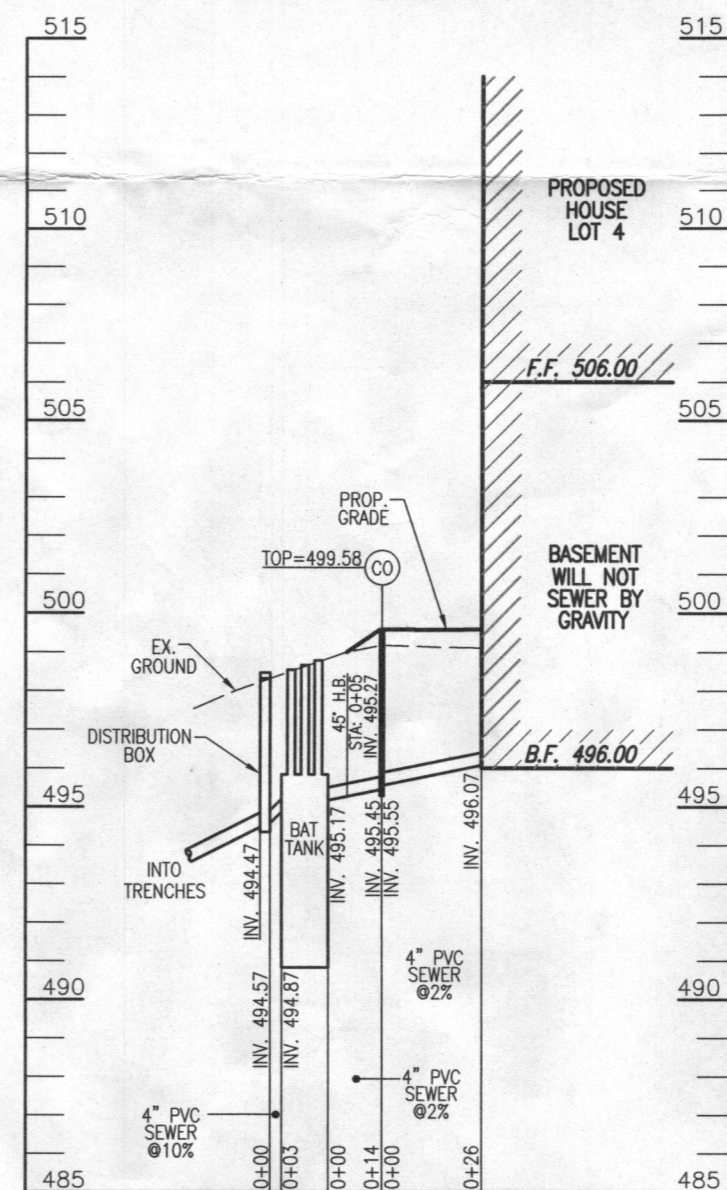 515
515
PROPOSED
HOUSE
LOT 4
510
510
F.F. 506.00
505
505
PROP.
GRADE
TOP=499.58
CO
BASEMENT
WILL NOT
SEWER BY
GRAVITY
500
500
EX.
GROUND
45° H.B.
STA: 0+05
INV. 495.27
DISTRIBUTION
BOX
B.F. 496.00
495
495
BAT
TANK
INTO
TRENCHES
INV. 494.47
INV. 495.17
INV. 495.45
INV. 495.55
INV. 496.07
4" PVC
SEWER
@2%
490
490
INV. 494.57
INV. 494.87
4" PVC
SEWER
@2%
4" PVC
SEWER
@10%
0+00
0+03
0+00
0+14
0+00
0+26
485
485